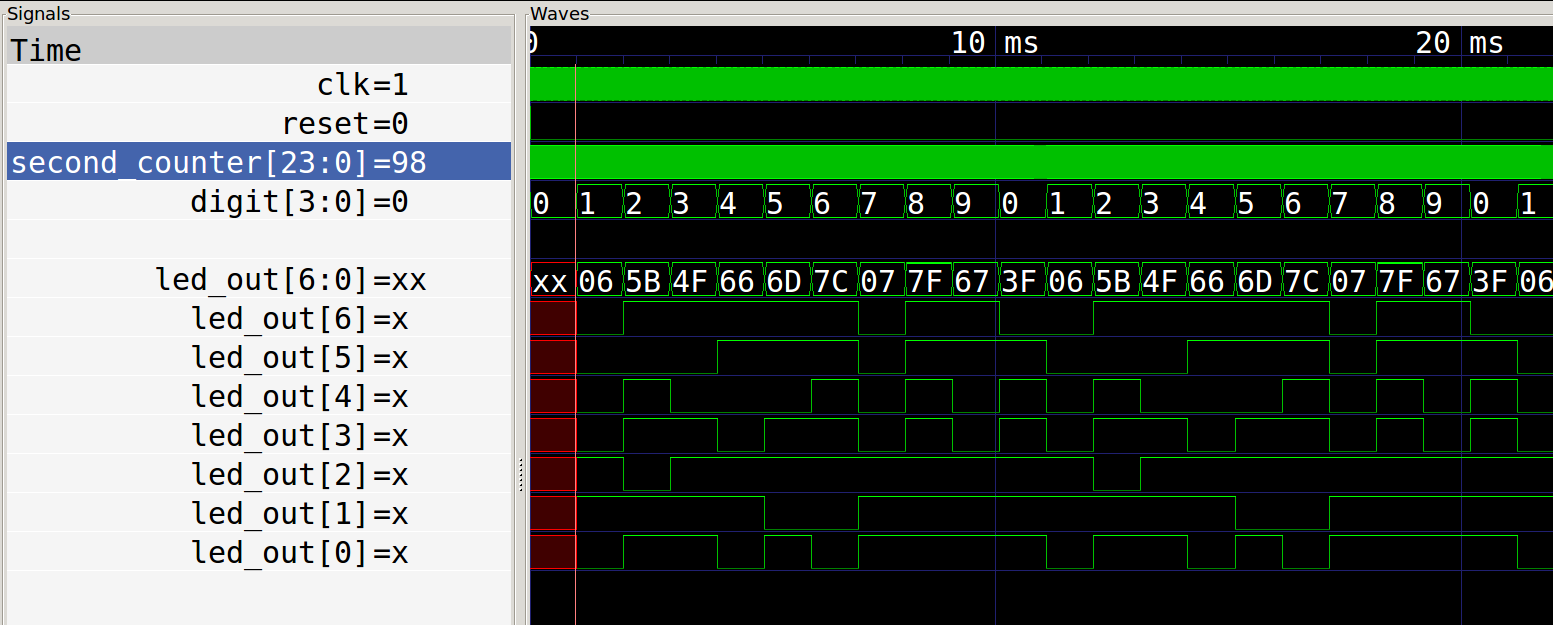 Signals
Waves
Time
0 10 ms 20 ms
clk=1
reset=0
second_counter[23:0]=98
digit[3:0]=0
0 1 2 3 4 5 6 7 8 9 0 1 2 3 4 5 6 7 8 9 0 1
led_out[6:0]=xx
xx 06 5B 4F 66 6D 7C 07 7F 67 3F 06 5B 4F 66 6D 7C 07 7F 67 3F 06
led_out[6]=x
led_out[5]=x
led_out[4]=x
led_out[3]=x
led_out[2]=x
led_out[1]=x
led_out[0]=x